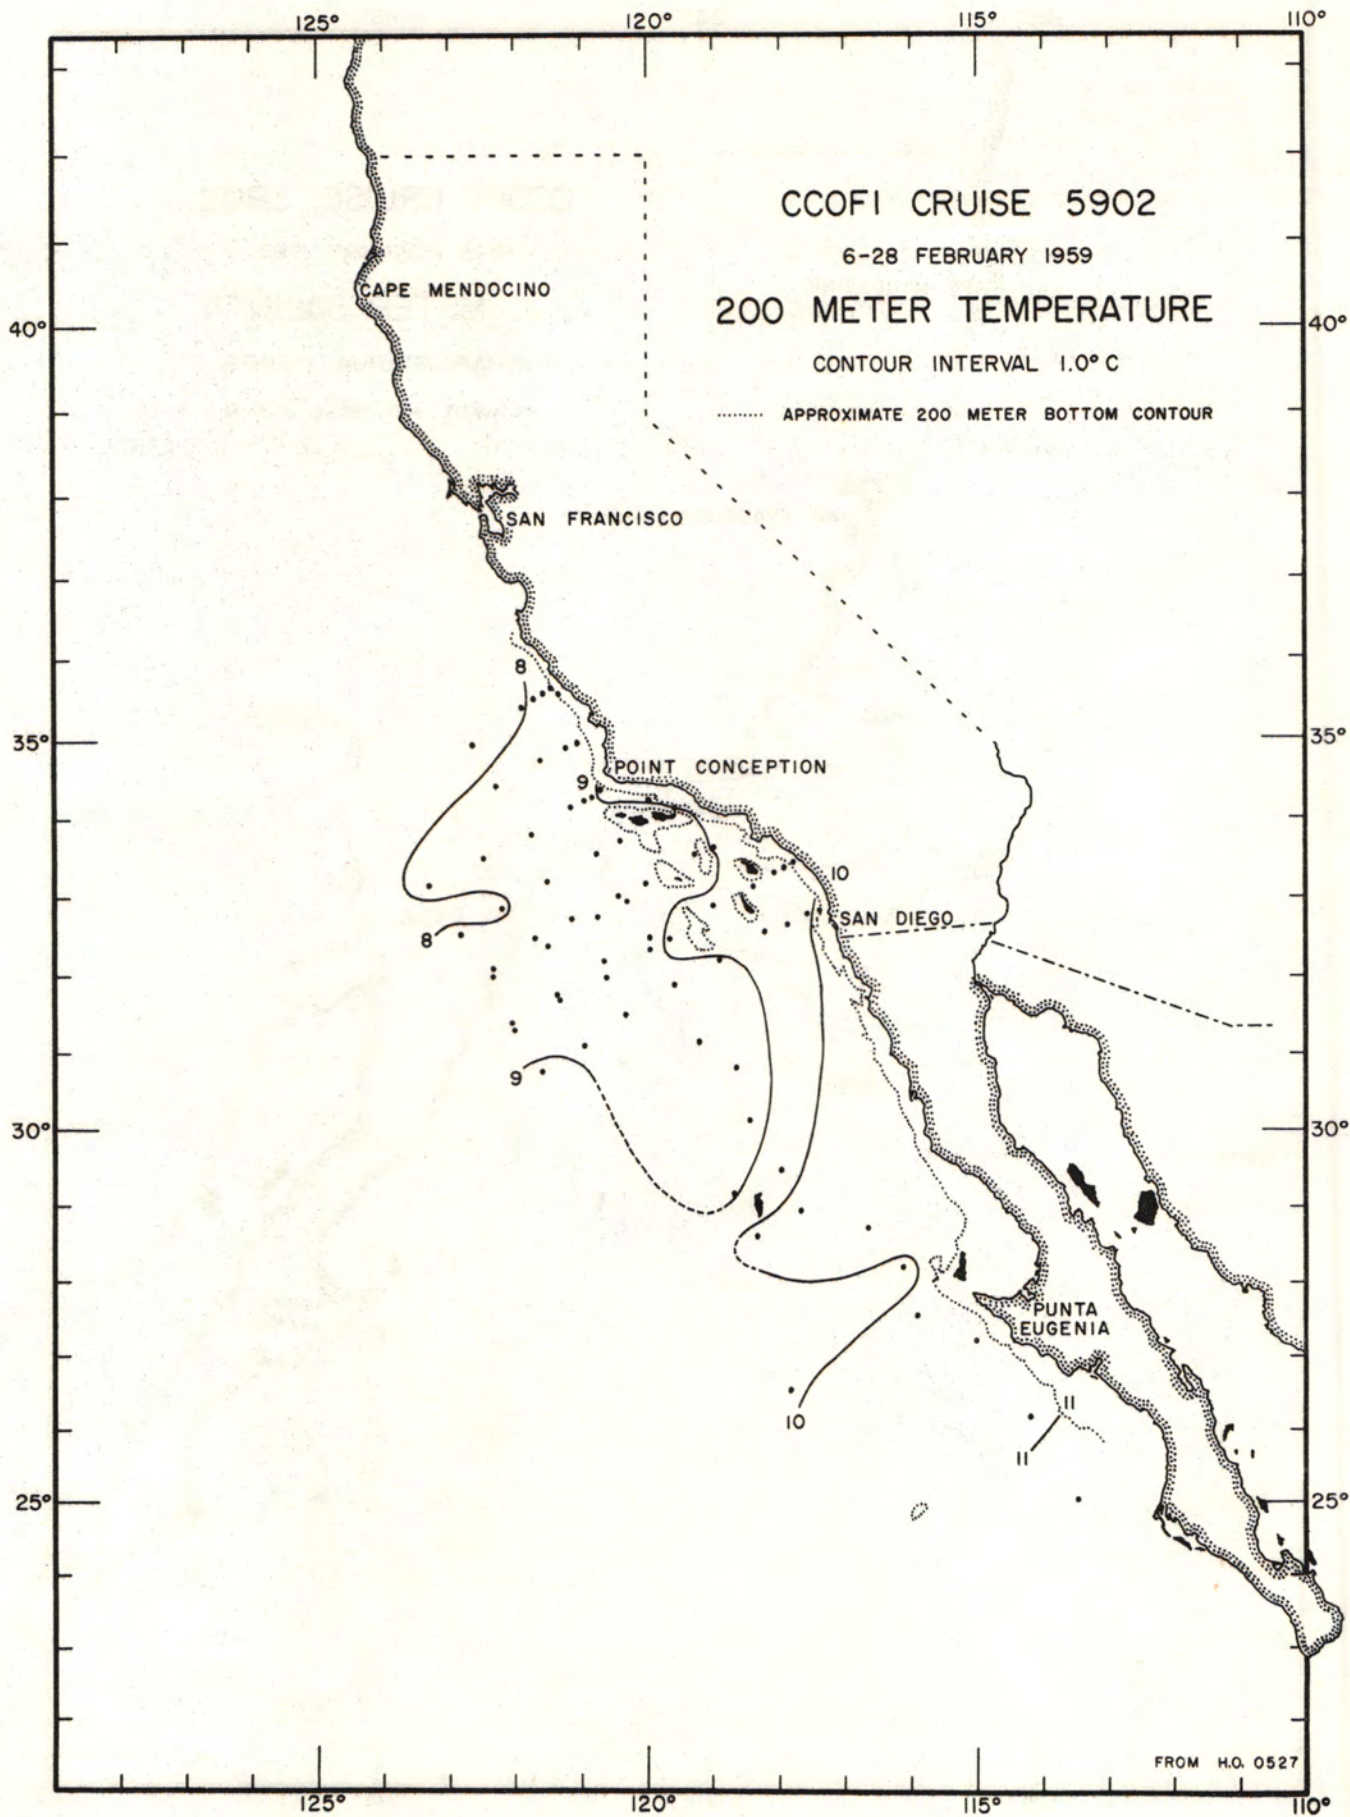 125° 120° 115° 110°
CCOFI CRUISE 5902
6-28 FEBRUARY 1959
CAPE MENDOCINO
200 METER TEMPERATURE
40° 40°
CONTOUR INTERVAL 1.0° C
APPROXIMATE 200 METER BOTTOM CONTOUR
SAN FRANCISCO
8
35° 35°
POINT CONCEPTION
9
10
SAN DIEGO
8
9
30° 30°
PUNTA
EUGENIA
11
10
11
25° 25°
FROM H.O. 0527
125° 120° 115° 110°